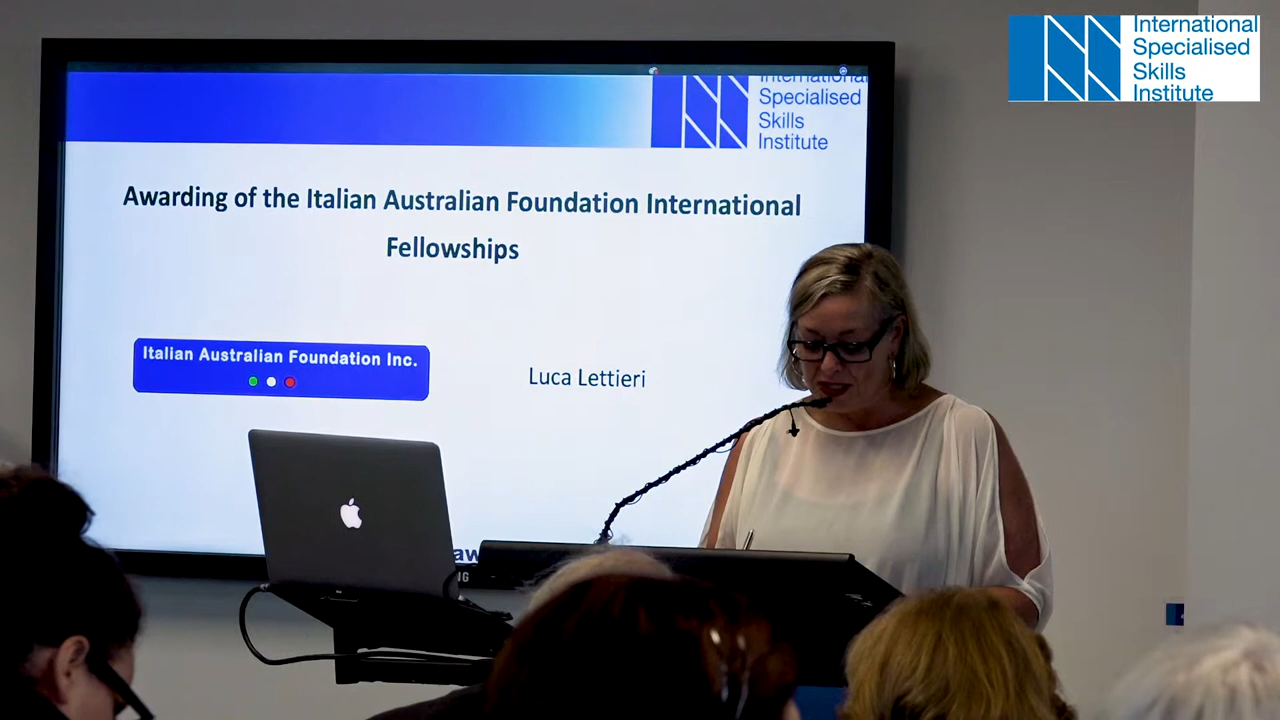 International
Specialised
Skills
Institute
International
Specialised
Skills
Institute
Awarding of the Italian Australian Foundation International
Fellowships
Italian Australian Foundation Inc.
Luca Lettieri